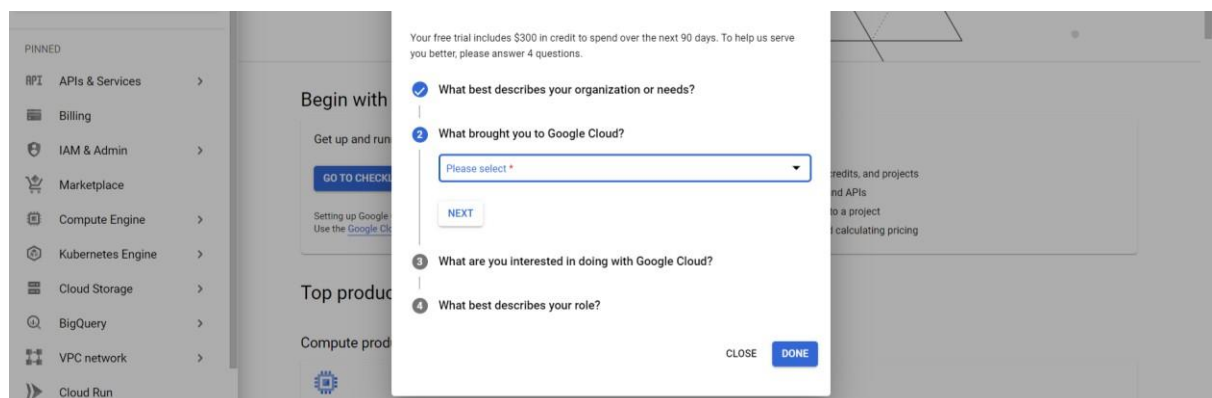 PINNED
API APIs & Services
Billing
IAM & Admin
Marketplace
Compute Engine
Kubernetes Engine
Cloud Storage
BigQuery
VPC network
Cloud Run
Begin with
Get up and run
GO TO CHECKL
Setting up Google
Use the Google Clo
Top produc
Compute prod
Your free trial includes $300 in credit to spend over the next 90 days. To help us serve
you better, please answer 4 questions.
What best describes your organization or needs?
2 What brought you to Google Cloud?
Please select *
NEXT
3 What are you interested in doing with Google Cloud?
4 What best describes your role?
CLOSE DONE
credits, and projects
nd APIs
to a project
calculating pricing